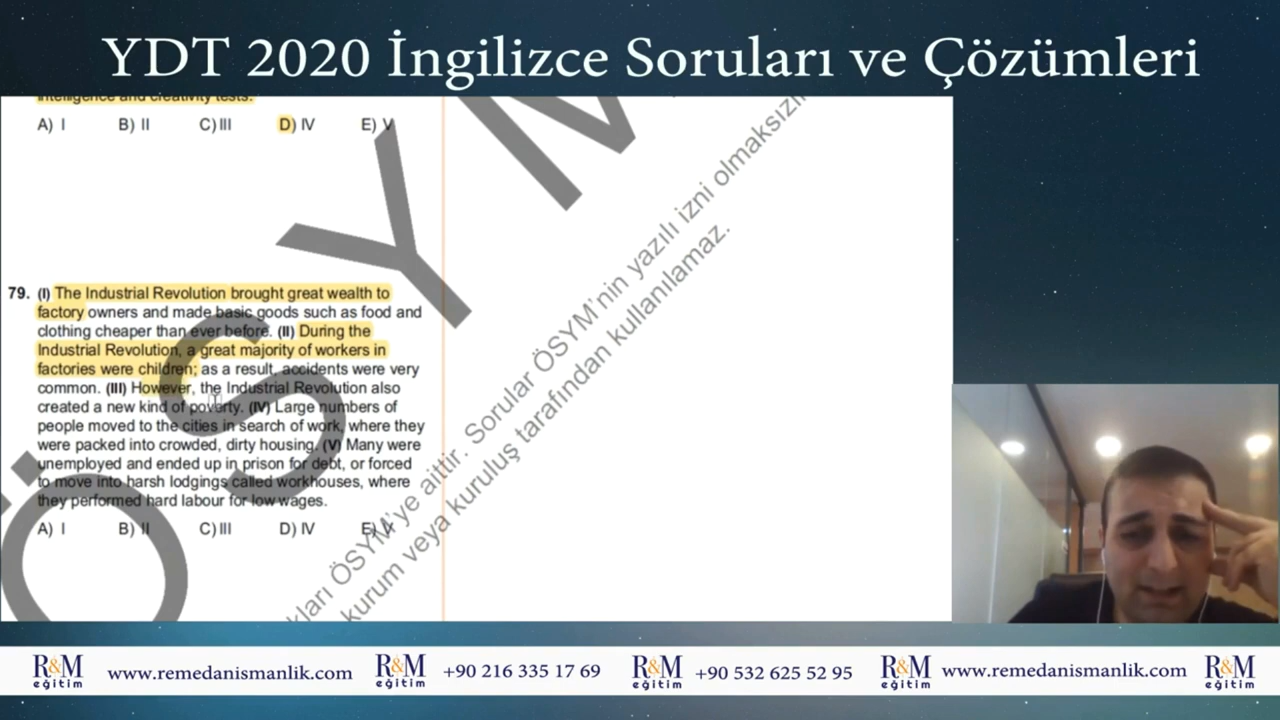 YDT 2020 İngilizce Soruları ve Çözümleri
intelligence and creativity tests.
A) I B) II C) III D) IV E) V
79. (I) The Industrial Revolution brought great wealth to
factory owners and made basic goods such as food and
clothing cheaper than ever before. (II) During the
Industrial Revolution, a great majority of workers in
factories were children; as a result, accidents were very
common. (III) However, the Industrial Revolution also
created a new kind of poverty. (IV) Large numbers of
people moved to the cities in search of work, where they
were packed into crowded, dirty housing. (V) Many were
unemployed and ended up in prison for debt, or forced
to move into harsh lodgings called workhouses, where
they performed hard labour for low wages.
A) I B) II C) III D) IV E) V
ÖSYM
ÖSYM'ye aittir. Sorular ÖSYM'nin yazılı izni olmaksızın
kurum veya kuruluş tarafından kullanılamaz.
R&M eğitim www.remedanismanlik.com R&M eğitim +90 216 335 17 69 R&M eğitim +90 532 625 52 95 R&M eğitim www.remedanismanlik.com R&M eğitim